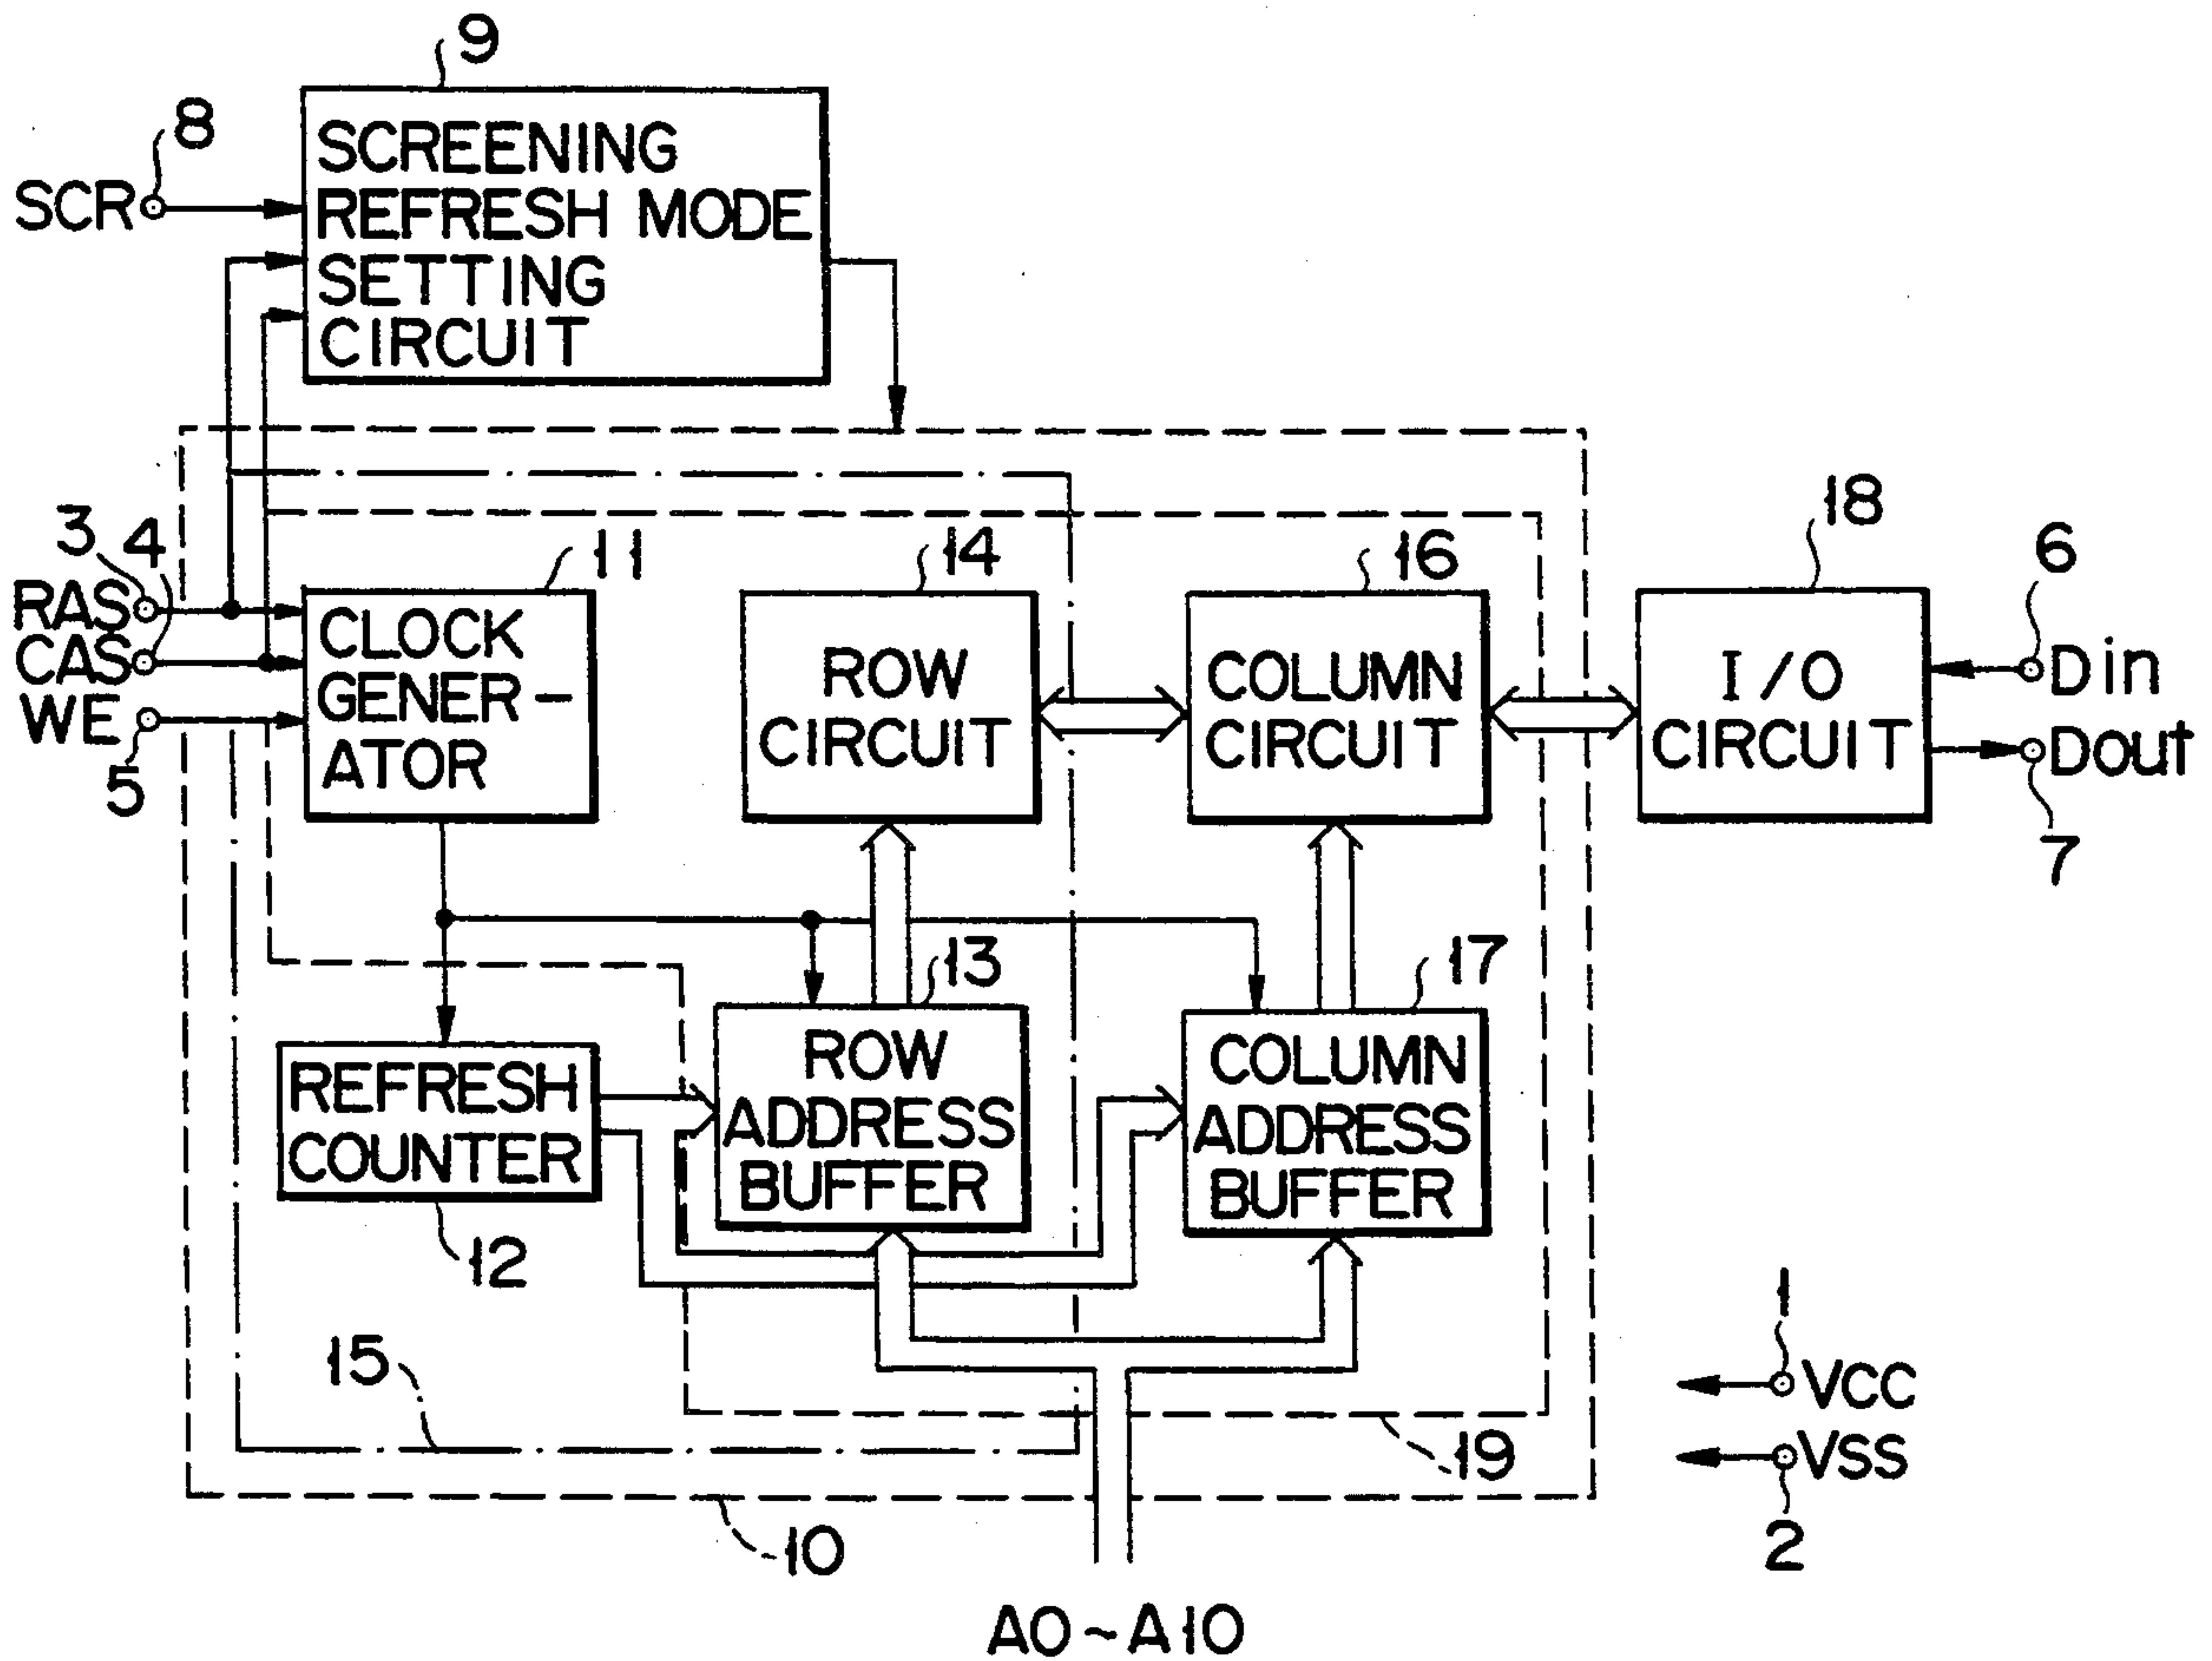 9
8
SCR
SCREENING
REFRESH MODE
SETTING
CIRCUIT
3 4
11
14
16
18
6
RAS
CAS
WE
5
CLOCK
GENER-
ATOR
ROW
CIRCUIT
COLUMN
CIRCUIT
I/O
CIRCUIT
Din
Dout
7
13
17
REFRESH
COUNTER
12
ROW
ADDRESS
BUFFER
COLUMN
ADDRESS
BUFFER
15
19
10
1
VCC
VSS
2
A0~A10